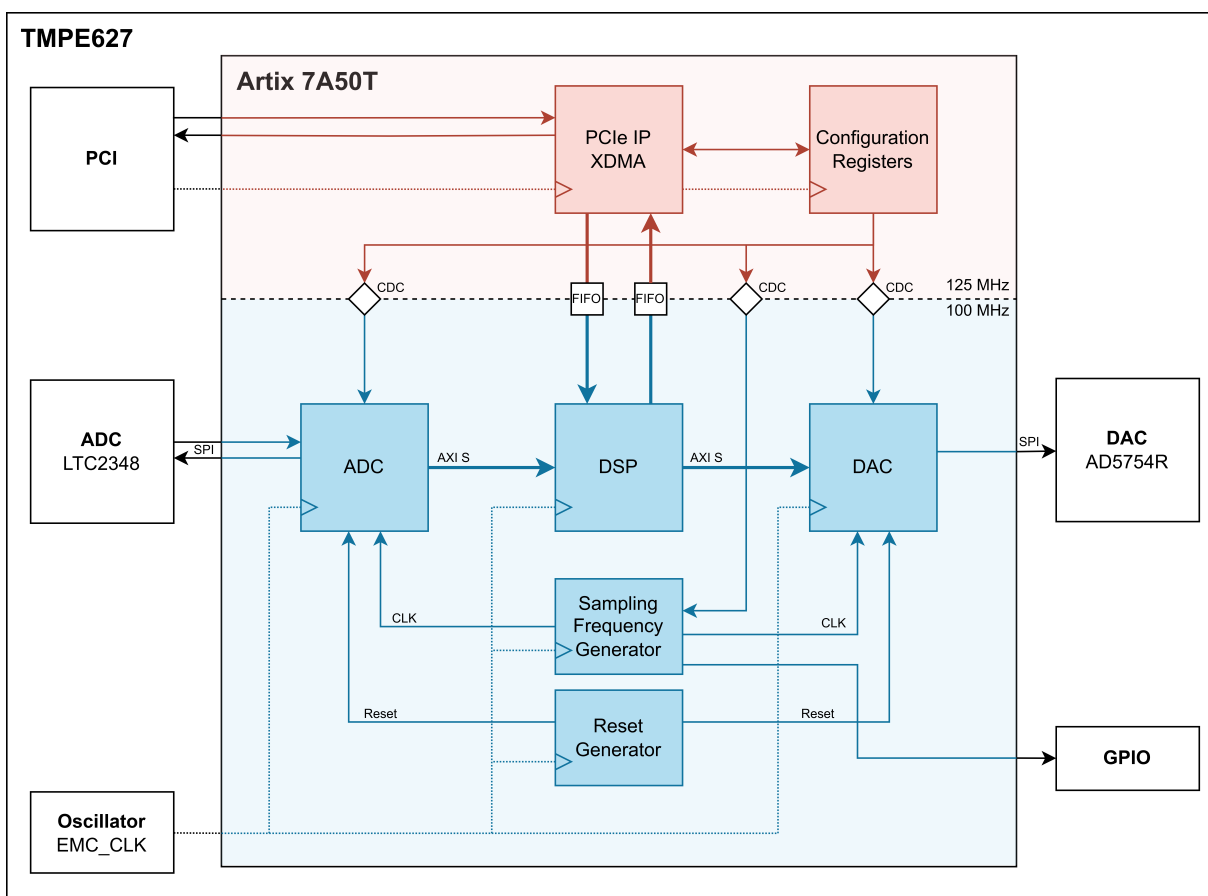 TMPE627
Artix 7A50T
PCI
PCIe IP
XDMA
Configuration
Registers
CDC
FIFO
FIFO
CDC
CDC
125 MHz
100 MHz
ADC
LTC2348
SPI
ADC
AXI S
DSP
AXI S
DAC
SPI
DAC
AD5754R
Sampling
Frequency
Generator
CLK
CLK
Reset
Reset
Generator
Reset
GPIO
Oscillator
EMC_CLK